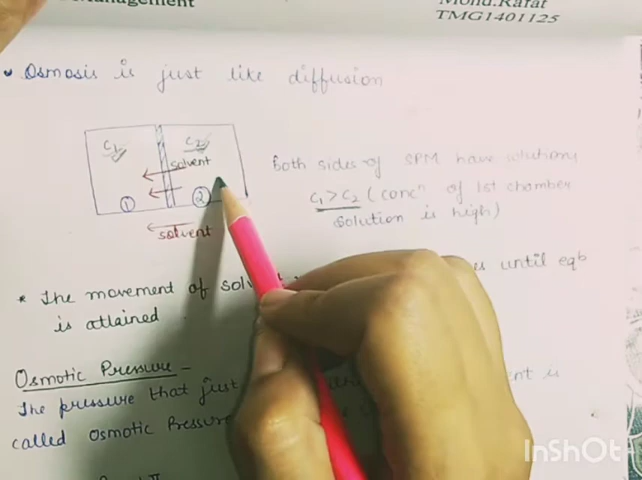 Mohd.Rafat
TMG1401125
Osmosis is just like diffusion
C1
C2
solvent
① ②
solvent
Both sides of SPM have solutions
C1 > C2 (concn of 1st chamber
solution is high)
* The movement of solvent until eqb
is attained
Osmotic Pressure -
The pressure that just is
called osmotic Pressure
InShOt